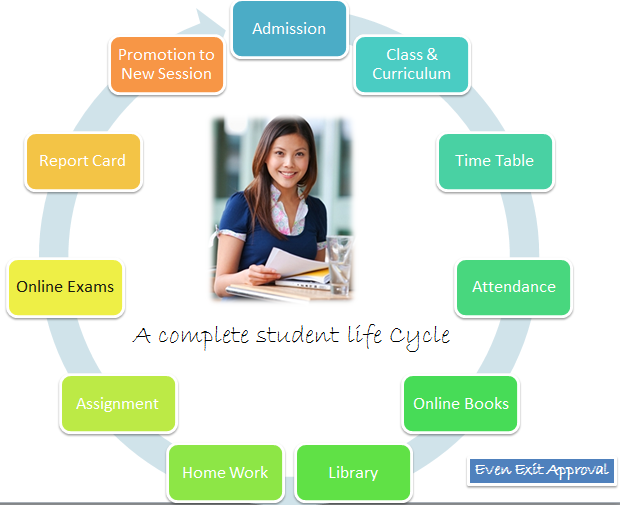 Admission
Class &
Curriculum
Time Table
Attendance
Online Books
Library
Home Work
Assignment
Online Exams
Report Card
Promotion to
New Session
A complete student life Cycle
Even Exit Approval